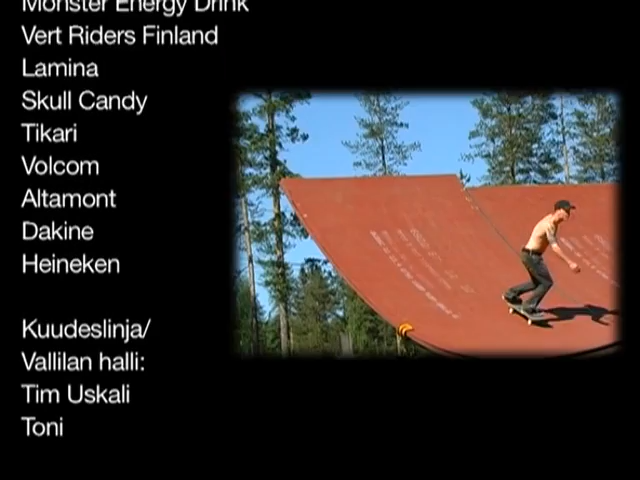 Monster Energy Drink
Vert Riders Finland
Lamina
Skull Candy
Tikari
Volcom
Altamont
Dakine
Heineken
Kuudeslinja/
Vallilan halli:
Tim Uskali
Toni